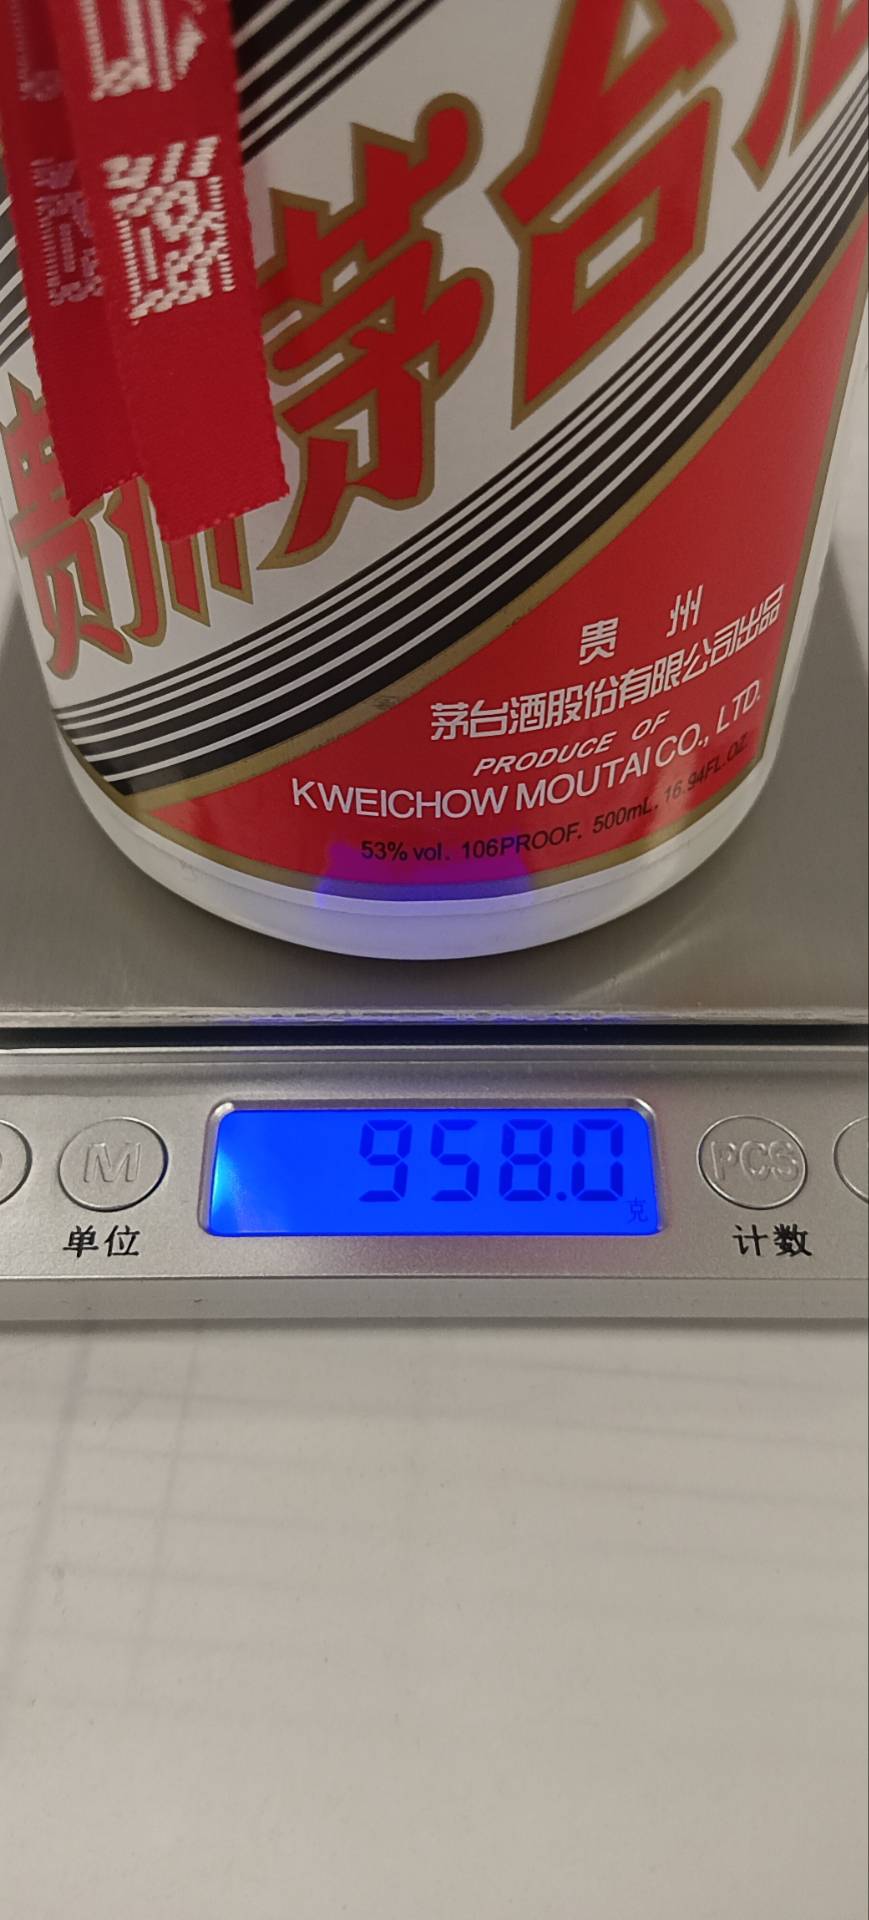 贵州茅台酒
贵州
茅台酒股份有限公司出品
PRODUCE OF
KWEICHOW MOUTAI CO., LTD.
53% vol. 106PROOF. 500mL. 16.94FL.OZ.
958.0
克
M
PCS
单位
计数